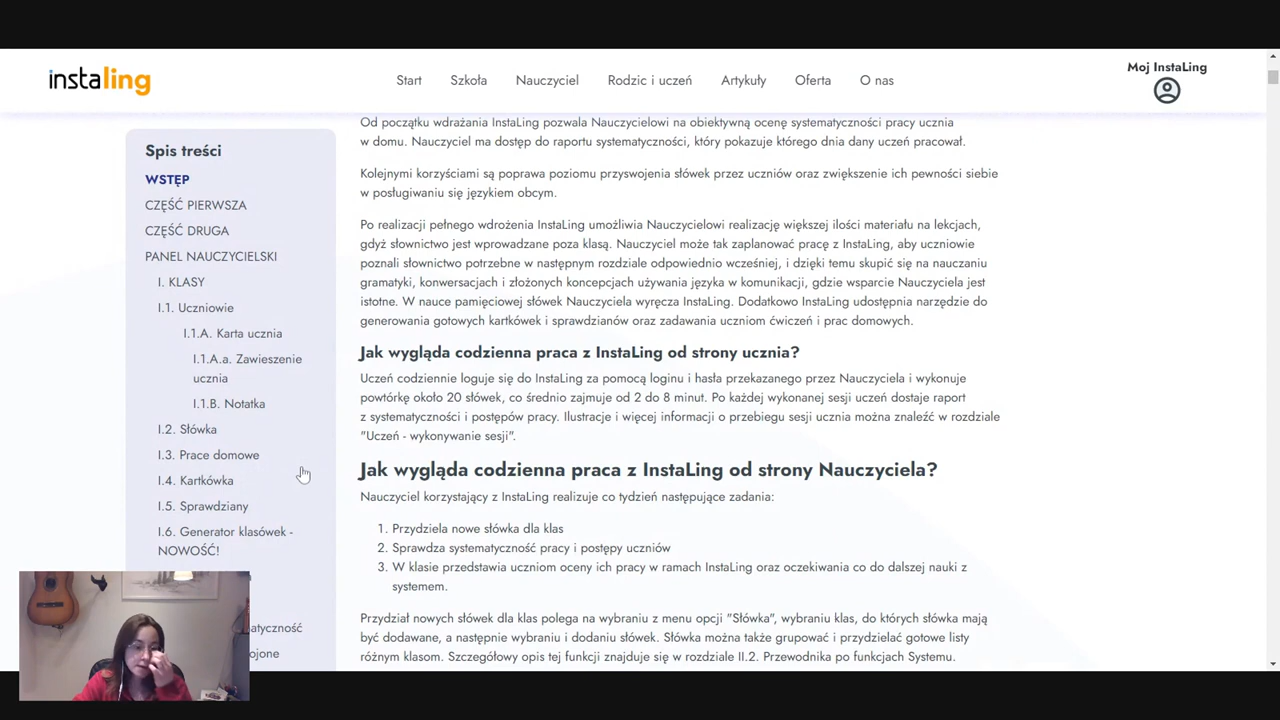 instaling
Start
Szkoła
Nauczyciel
Rodzic i uczeń
Artykuły
Oferta
O nas
Moj InstaLing
Spis treści
WSTĘP
CZĘŚĆ PIERWSZA
CZĘŚĆ DRUGA
PANEL NAUCZYCIELSKI
I. KLASY
I.1. Uczniowie
I.1.A. Karta ucznia
I.1.A.a. Zawieszenie
ucznia
I.1.B. Notatka
I.2. Słówka
I.3. Prace domowe
I.4. Kartkówka
I.5. Sprawdziany
I.6. Generator klasówek -
NOWOŚĆ!
Od początku wdrażania InstaLing pozwala Nauczycielowi na obiektywną ocenę systematyczności pracy ucznia
w domu. Nauczyciel ma dostęp do raportu systematyczności, który pokazuje którego dnia dany uczeń pracował.
Kolejnymi korzyściami są poprawa poziomu przyswojenia słówek przez uczniów oraz zwiększenie ich pewności siebie
w posługiwaniu się językiem obcym.
Po realizacji pełnego wdrożenia InstaLing umożliwia Nauczycielowi realizację większej ilości materiału na lekcjach,
gdyż słownictwo jest wprowadzane poza klasą. Nauczyciel może tak zaplanować pracę z InstaLing, aby uczniowie
poznali słownictwo potrzebne w następnym rozdziale odpowiednio wcześniej, i dzięki temu skupić się na nauczaniu
gramatyki, konwersacjach i złożonych koncepcjach używania języka w komunikacji, gdzie wsparcie Nauczyciela jest
istotne. W nauce pamięciowej słówek Nauczyciela wyręcza InstaLing. Dodatkowo InstaLing udostępnia narzędzie do
generowania gotowych kartkówek i sprawdzianów oraz zadawania uczniom ćwiczeń i prac domowych.
Jak wygląda codzienna praca z InstaLing od strony ucznia?
Uczeń codziennie loguje się do InstaLing za pomocą loginu i hasła przekazanego przez Nauczyciela i wykonuje
powtórkę około 20 słówek, co średnio zajmuje od 2 do 8 minut. Po każdej wykonanej sesji uczeń dostaje raport
z systematyczności i postępów pracy. Ilustracje i więcej informacji o przebiegu sesji ucznia można znaleźć w rozdziale
"Uczeń - wykonywanie sesji".
Jak wygląda codzienna praca z InstaLing od strony Nauczyciela?
Nauczyciel korzystający z InstaLing realizuje co tydzień następujące zadania:
1. Przydziela nowe słówka dla klas
2. Sprawdza systematyczność pracy i postępy uczniów
3. W klasie przedstawia uczniom oceny ich pracy w ramach InstaLing oraz oczekiwania co do dalszej nauki z
systemem.
Przydział nowych słówek dla klas polega na wybraniu z menu opcji "Słówka", wybraniu klas, do których słówka mają
być dodawane, a następnie wybraniu i dodaniu słówek. Słówka można także grupować i przydzielać gotowe listy
różnym klasom. Szczegółowy opis tej funkcji znajduje się w rozdziale II.2. Przewodnika po funkcjach Systemu.